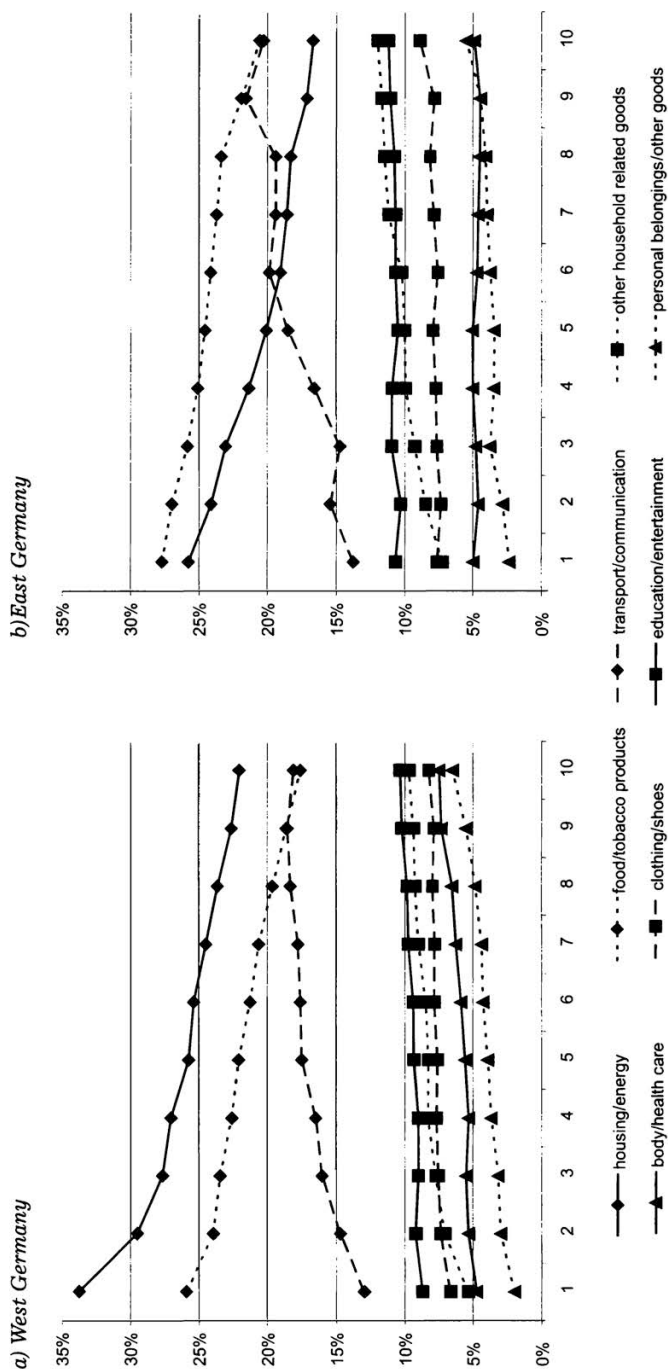 a) West Germany
35%
30%
25%
20%
15%
10%
5%
0%
1 2 3 4 5 6 7 8 9 10
b)East Germany
35%
30%
25%
20%
15%
10%
5%
0%
1 2 3 4 5 6 7 8 9 10
housing/energy food/tobacco products transport/communication other household related goods
body/health care clothing/shoes education/entertainment personal belongings/other goods